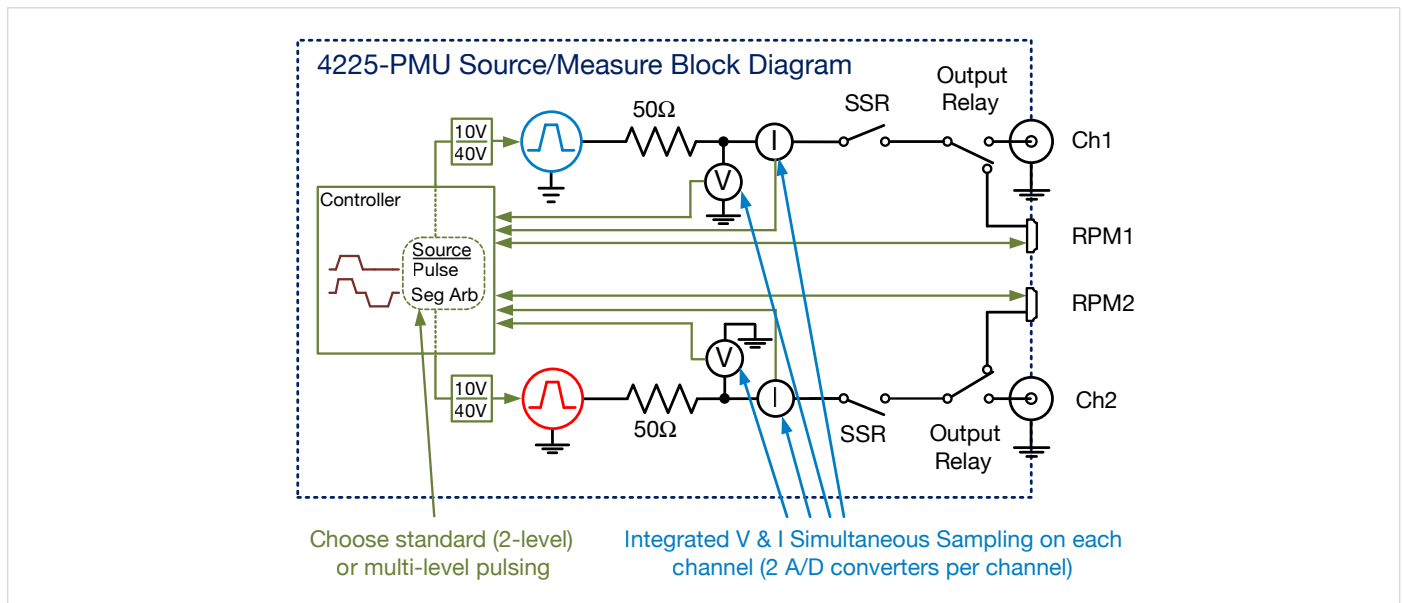 4225-PMU Source/Measure Block Diagram
Output
Relay
SSR
50Ω
10V
40V
I
Ch1
V
Controller
Source
Pulse
Seg Arb
RPM1
RPM2
V
10V
40V
I
Ch2
50Ω
SSR
Output
Relay
Choose standard (2-level)
or multi-level pulsing
Integrated V & I Simultaneous Sampling on each
channel (2 A/D converters per channel)